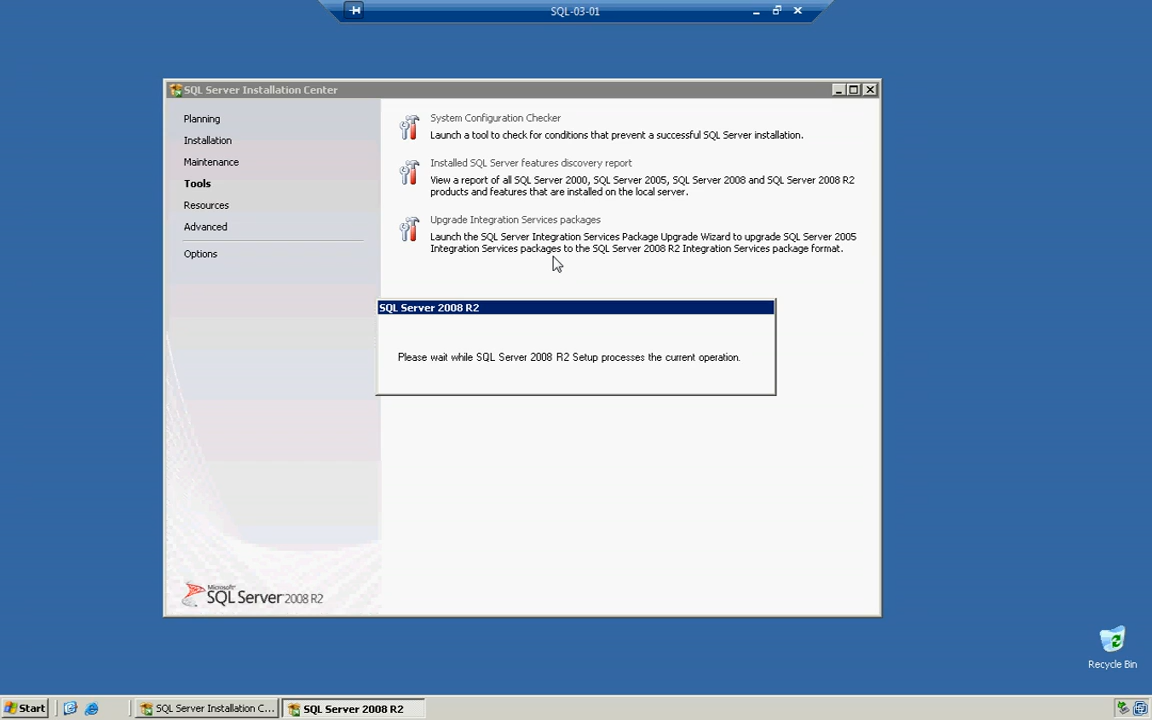 SQL-03-01
SQL Server Installation Center
Planning
Installation
Maintenance
Tools
Resources
Advanced
Options
System Configuration Checker
Launch a tool to check for conditions that prevent a successful SQL Server installation.
Installed SQL Server features discovery report
View a report of all SQL Server 2000, SQL Server 2005, SQL Server 2008 and SQL Server 2008 R2
products and features that are installed on the local server.
Upgrade Integration Services packages
Launch the SQL Server Integration Services Package Upgrade Wizard to upgrade SQL Server 2005
Integration Services packages to the SQL Server 2008 R2 Integration Services package format.
SQL Server 2008 R2
Please wait while SQL Server 2008 R2 Setup processes the current operation.
Microsoft
SQL Server 2008 R2
Recycle Bin
Start
SQL Server Installation C...
SQL Server 2008 R2